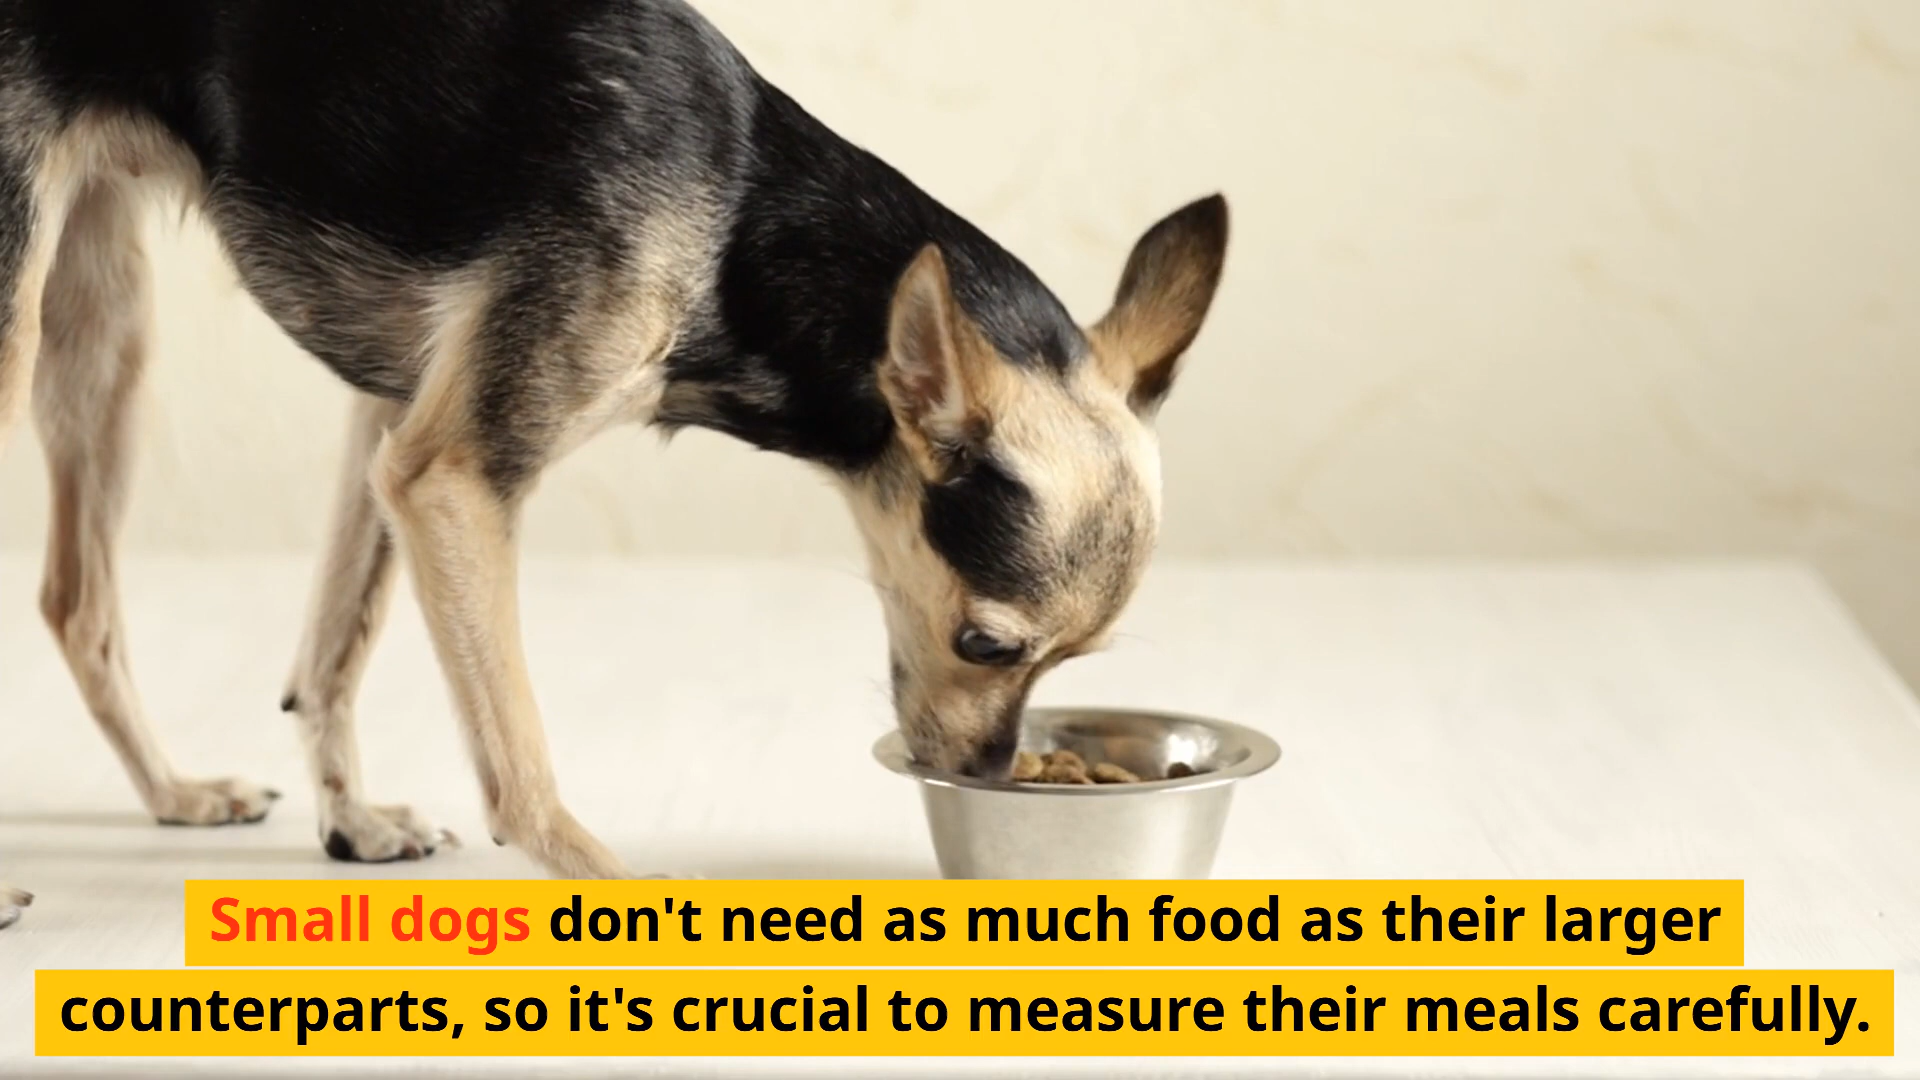 Small dogs don't need as much food as their larger
counterparts, so it's crucial to measure their meals carefully.